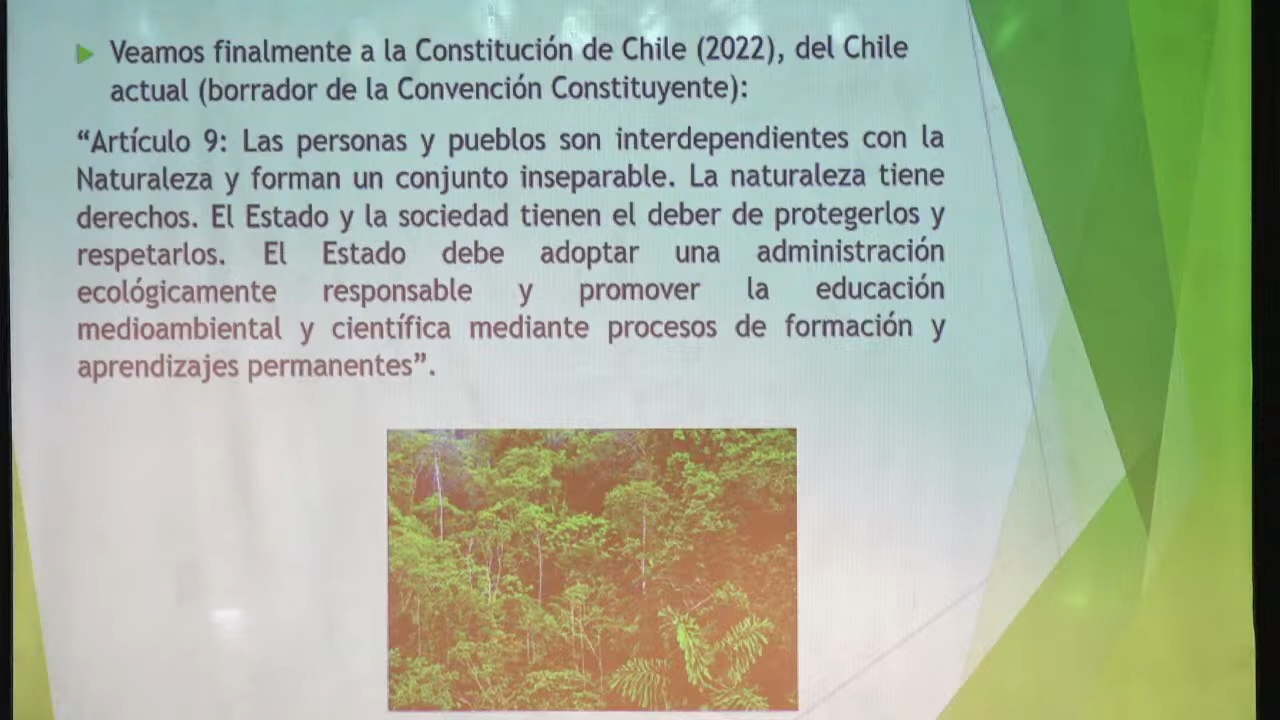 Veamos finalmente a la Constitución de Chile (2022), del Chile
actual (borrador de la Convención Constituyente):
“Artículo 9: Las personas y pueblos son interdependientes con la
Naturaleza y forman un conjunto inseparable. La naturaleza tiene
derechos. El Estado y la sociedad tienen el deber de protegerlos y
respetarlos. El Estado debe adoptar una administración
ecológicamente responsable y promover la educación
medioambiental y científica mediante procesos de formación y
aprendizajes permanentes”.